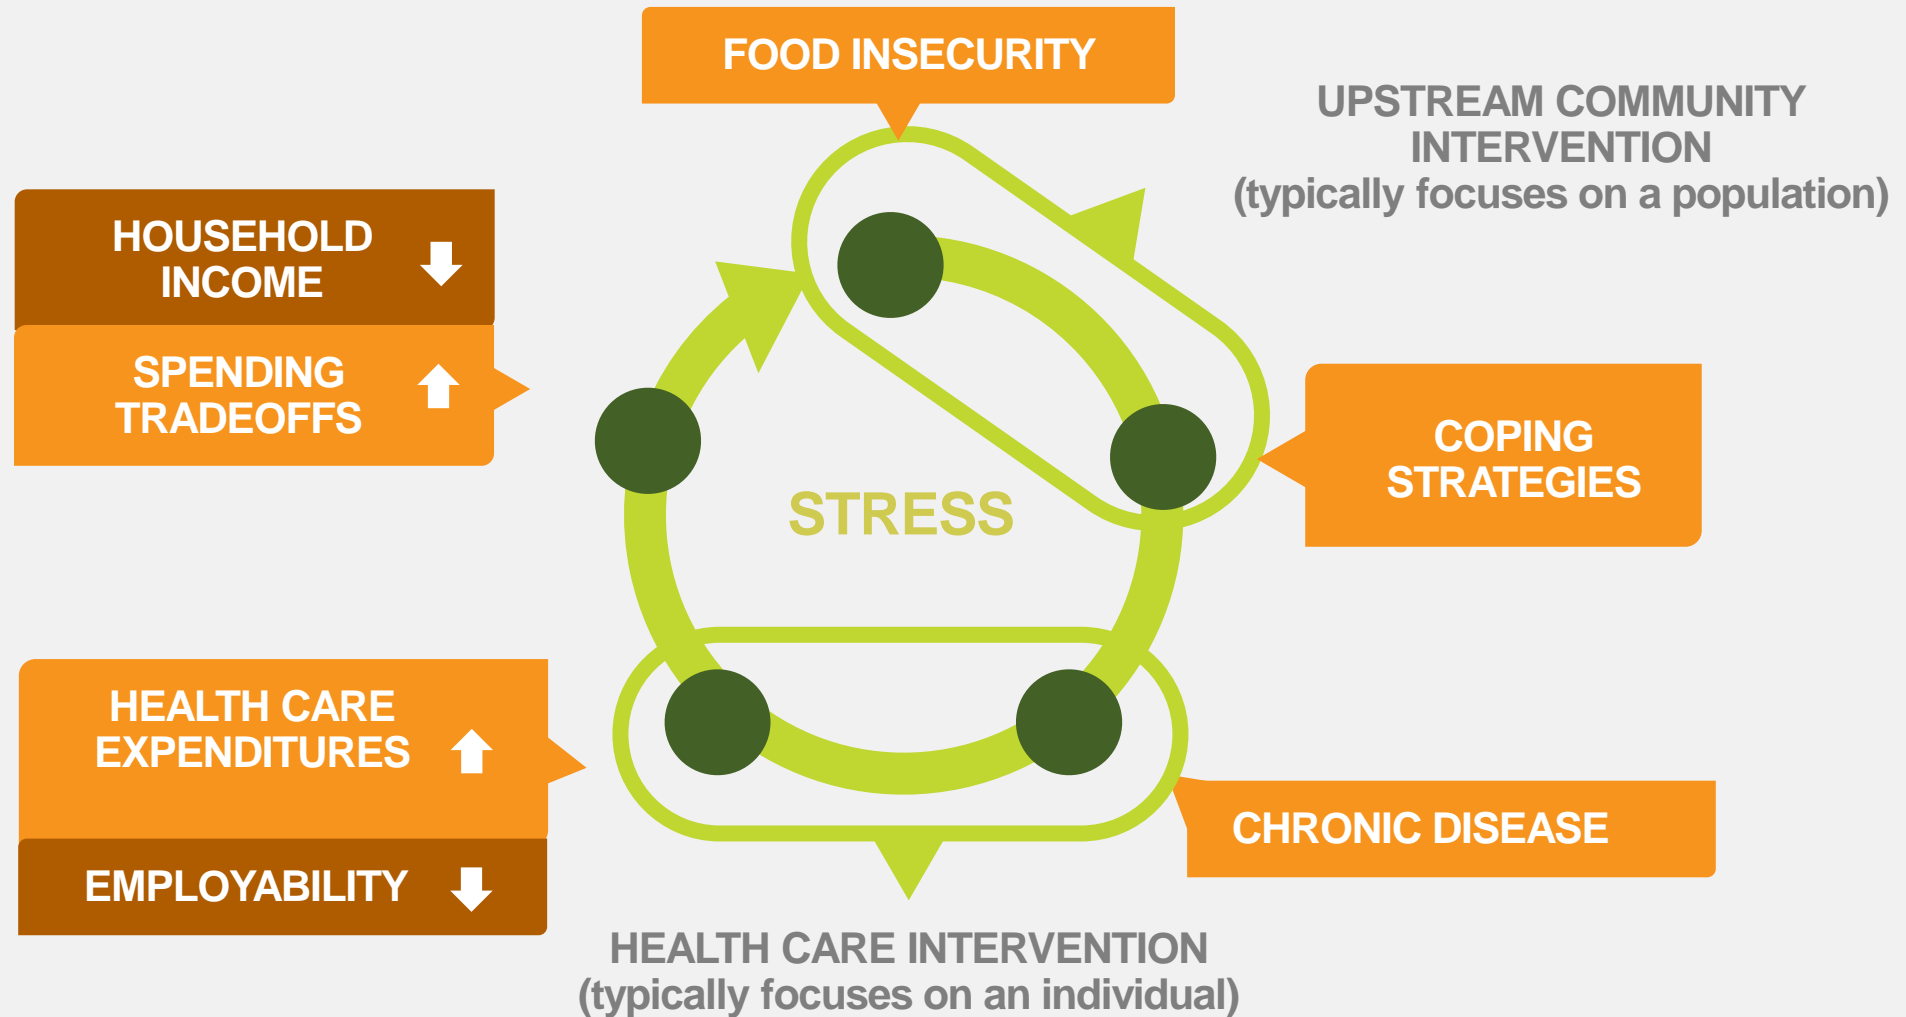 FOOD INSECURITY
UPSTREAM COMMUNITY
INTERVENTION
(typically focuses on a population)
HOUSEHOLD
INCOME
SPENDING
TRADEOFFS
COPING
STRATEGIES
STRESS
HEALTH CARE
EXPENDITURES
EMPLOYABILITY
CHRONIC DISEASE
HEALTH CARE INTERVENTION
(typically focuses on an individual)